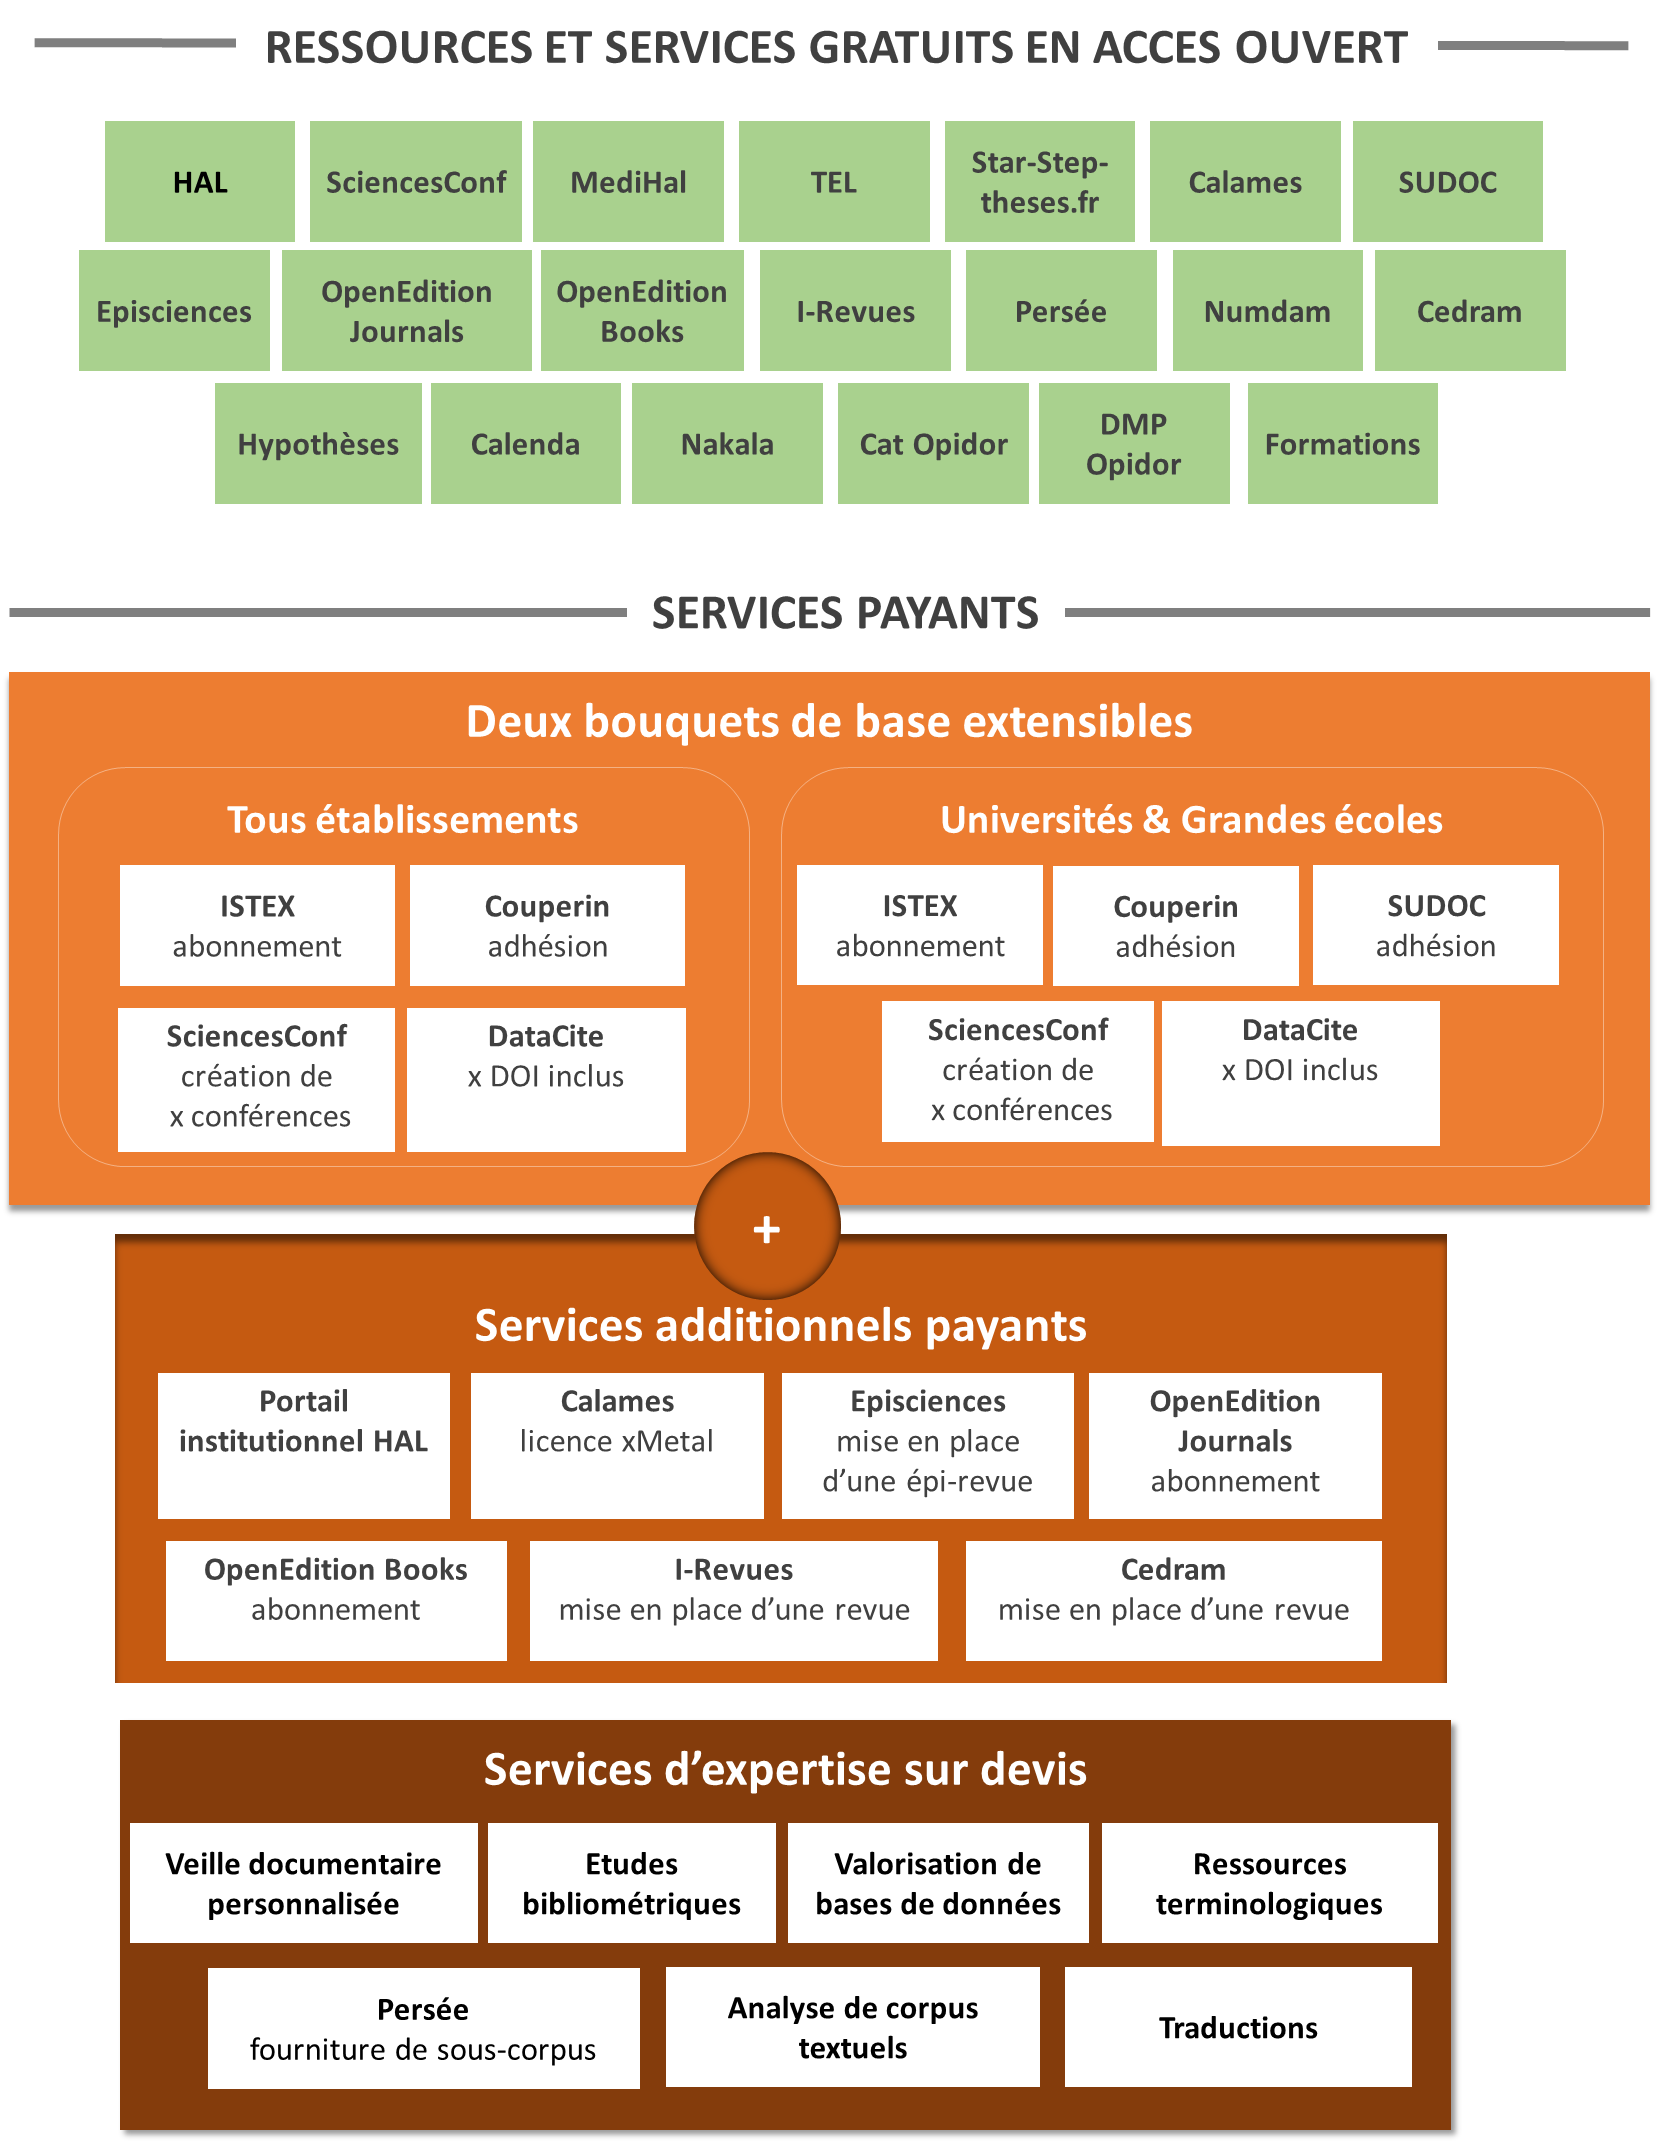 RESSOURCES ET SERVICES GRATUITS EN ACCES OUVERT
HAL
SciencesConf
MediHal
TEL
Star-Step-
theses.fr
Calames
SUDOC
Episciences
OpenEdition
Journals
OpenEdition
Books
I-Revues
Persée
Numdam
Cedram
Hypothèses
Calenda
Nakala
Cat Opidor
DMP
Opidor
Formations
SERVICES PAYANTS
Deux bouquets de base extensibles
Tous établissements
ISTEX
abonnement
Couperin
adhésion
SciencesConf
création de
x conférences
DataCite
x DOI inclus
Universités & Grandes écoles
ISTEX
abonnement
Couperin
adhésion
SUDOC
adhésion
SciencesConf
création de
x conférences
DataCite
x DOI inclus
+
Services additionnels payants
Portail
institutionnel HAL
Calames
licence xMetal
Episciences
mise en place
d’une épi-revue
OpenEdition
Journals
abonnement
OpenEdition Books
abonnement
I-Revues
mise en place d’une revue
Cedram
mise en place d’une revue
Services d’expertise sur devis
Veille documentaire
personnalisée
Etudes
bibliométriques
Valorisation de
bases de données
Ressources
terminologiques
Persée
fourniture de sous-corpus
Analyse de corpus
textuels
Traductions